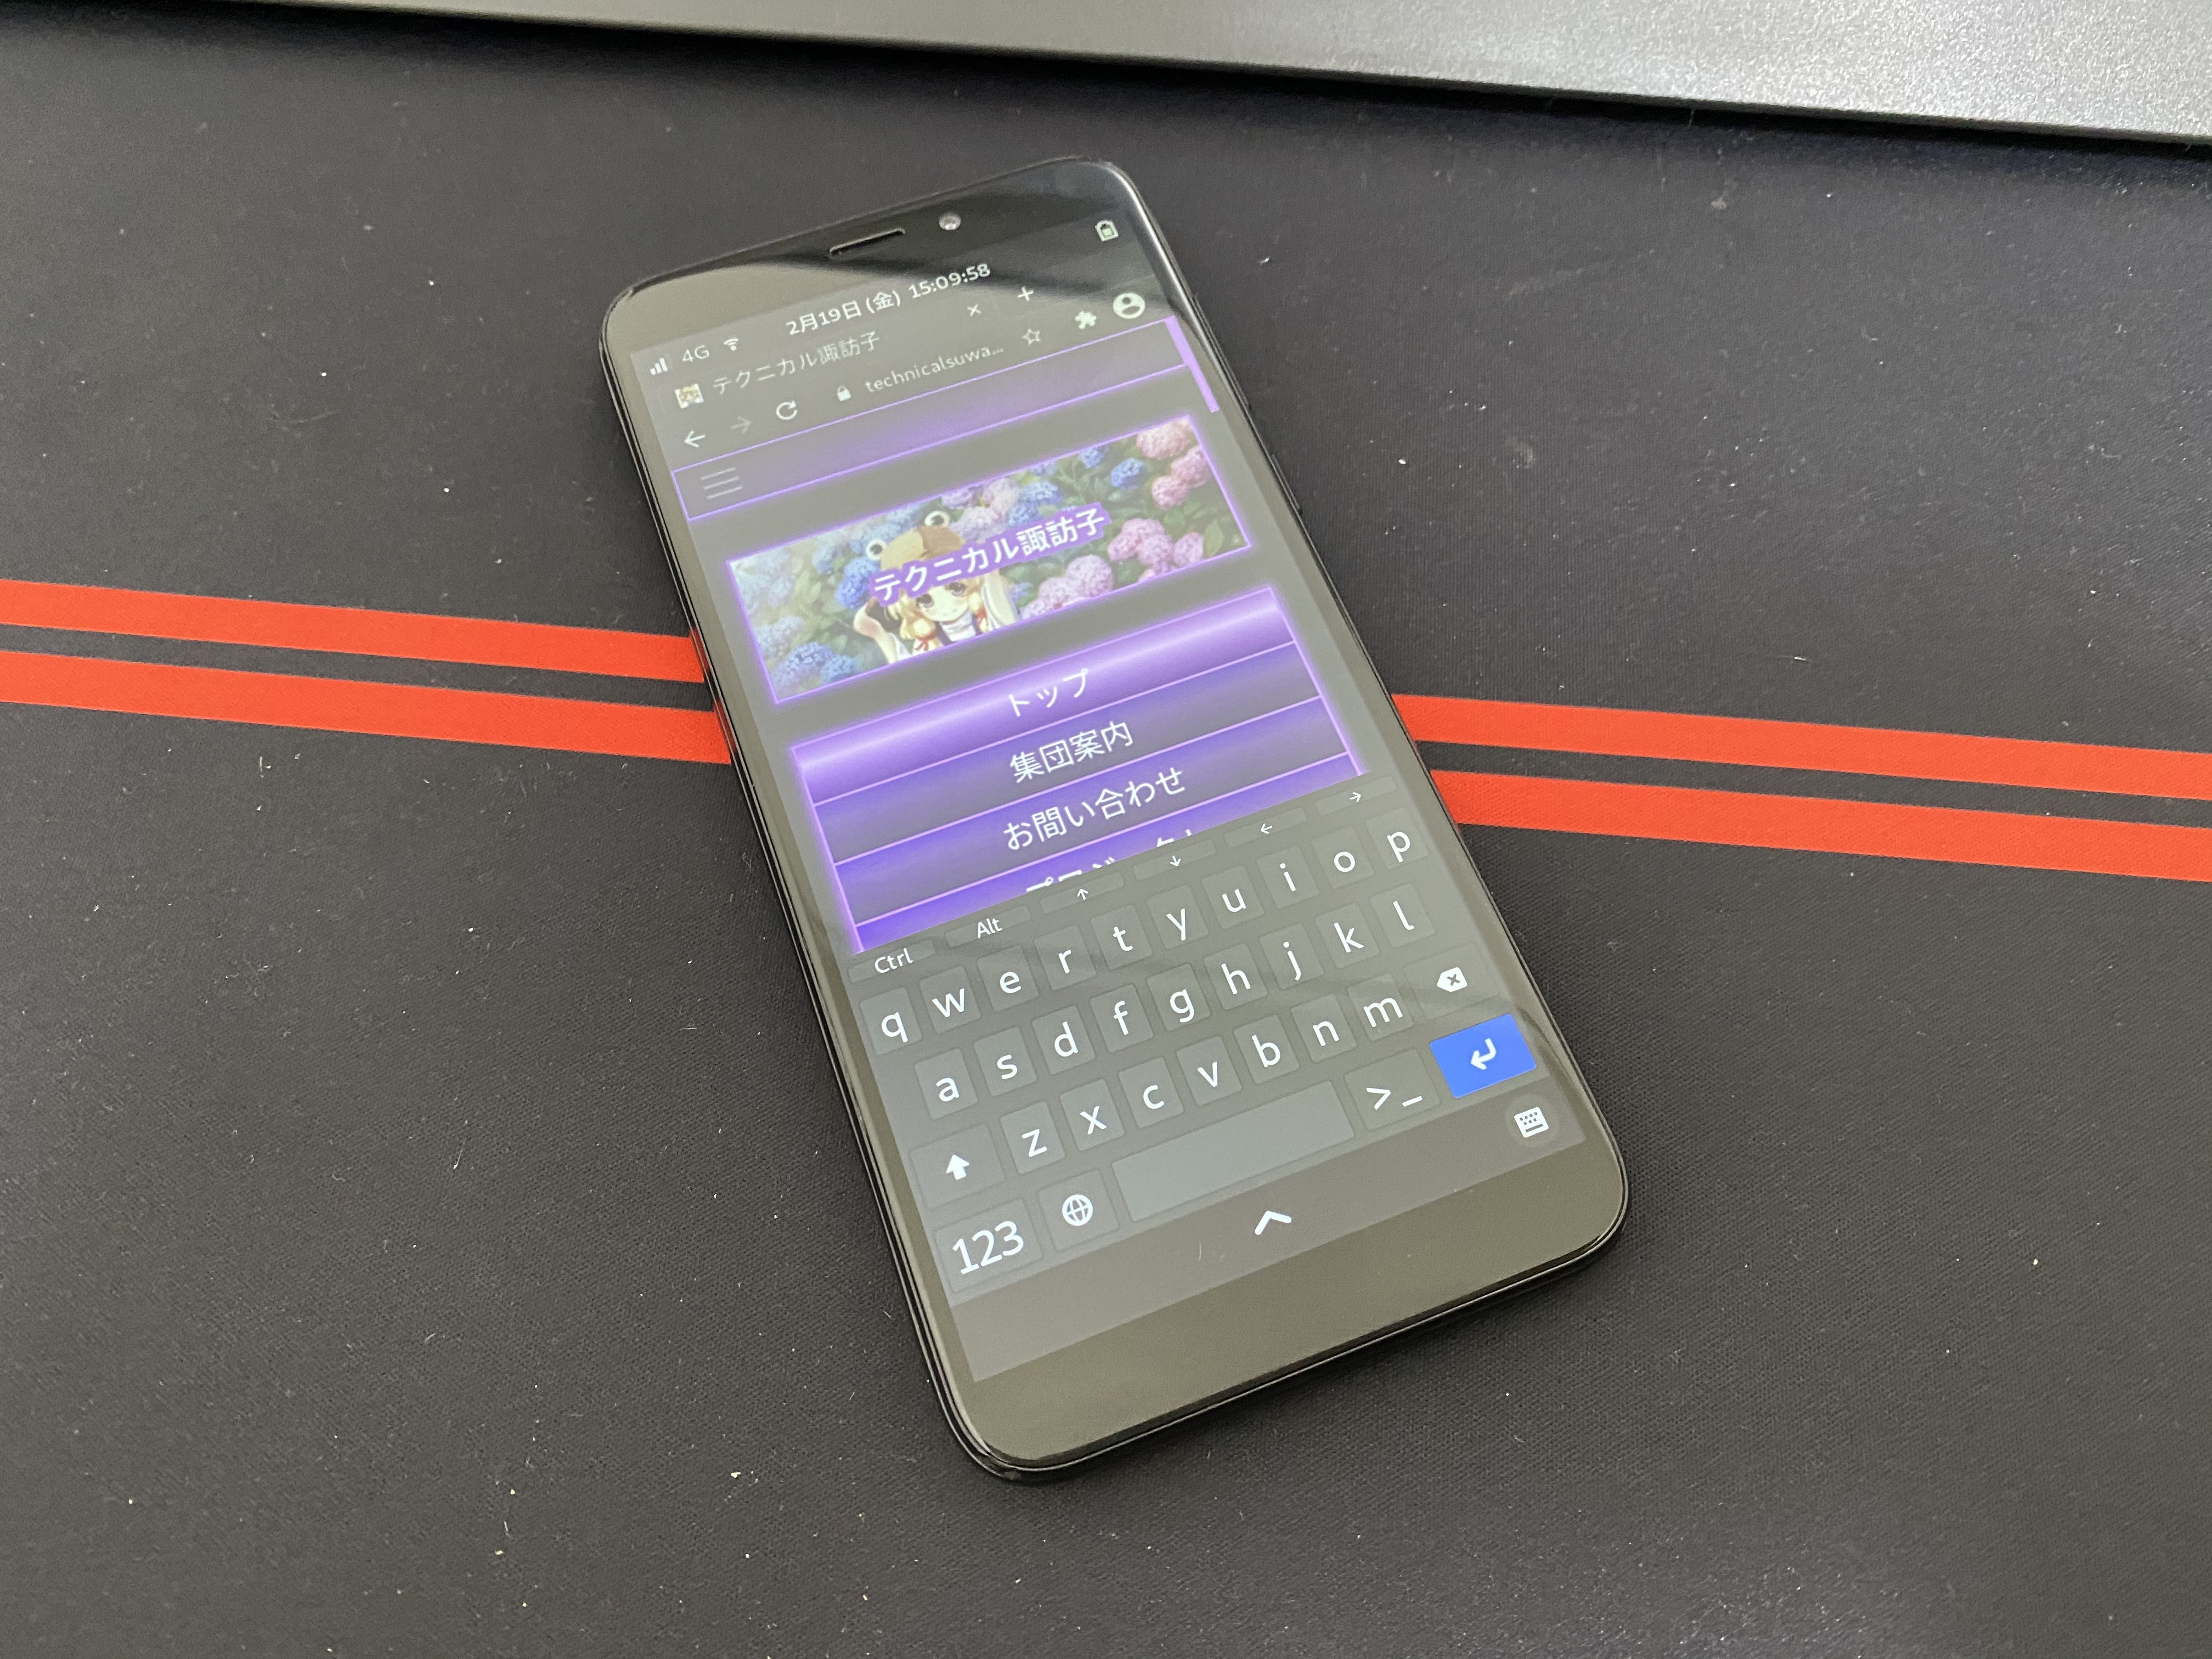 4G 2月19日 (金) 15:09:58
テクニカル諏訪子
technicalsuwa...
テクニカル諏訪子
トップ
集団案内
お問い合わせ
Ctrl Alt ↑ ↓ ← →
q w e r t y u i o p
a s d f g h j k l
z x c v b n m
123 >_